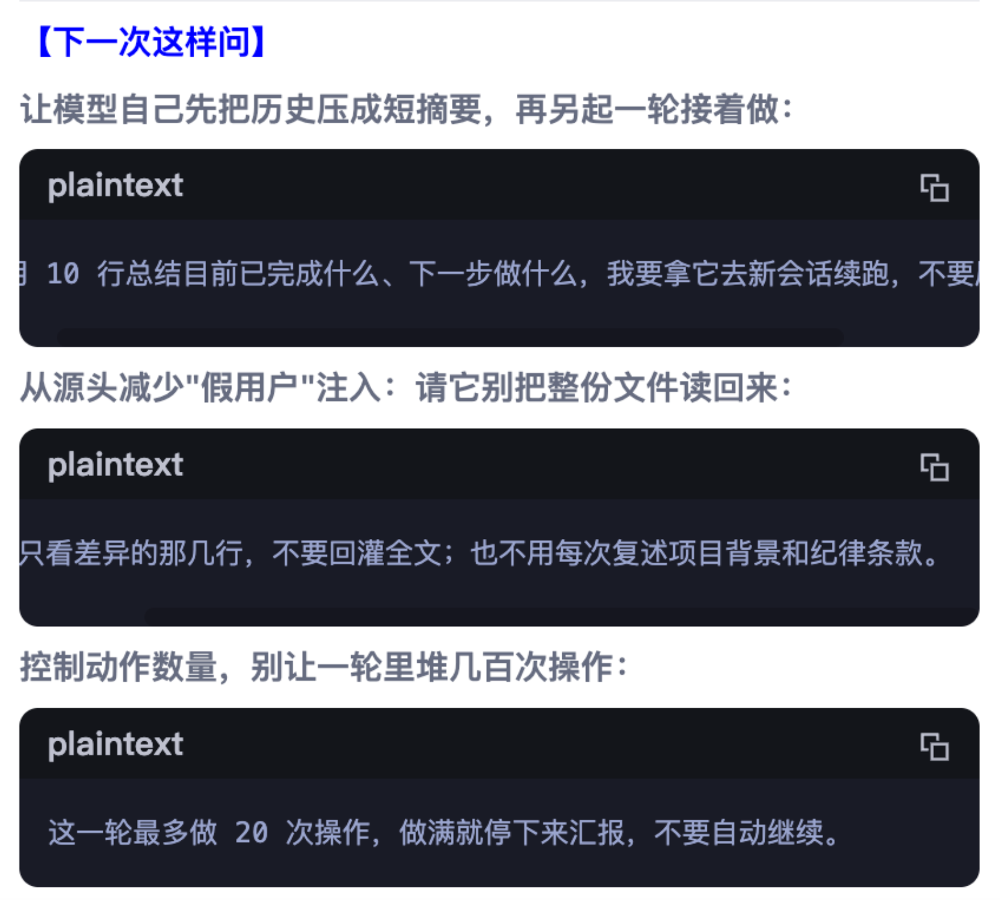 【下一次这样问】
让模型自己先把历史压成短摘要，再另起一轮接着做：
plaintext
10 行总结目前已完成什么、下一步做什么，我要拿它去新会话续跑，不要
从源头减少"假用户"注入：请它别把整份文件读回来：
plaintext
只看差异的那几行，不要回灌全文；也不用每次复述项目背景和纪律条款。
控制动作数量，别让一轮里堆几百次操作：
plaintext
这一轮最多做 20 次操作，做满就停下来汇报，不要自动继续。